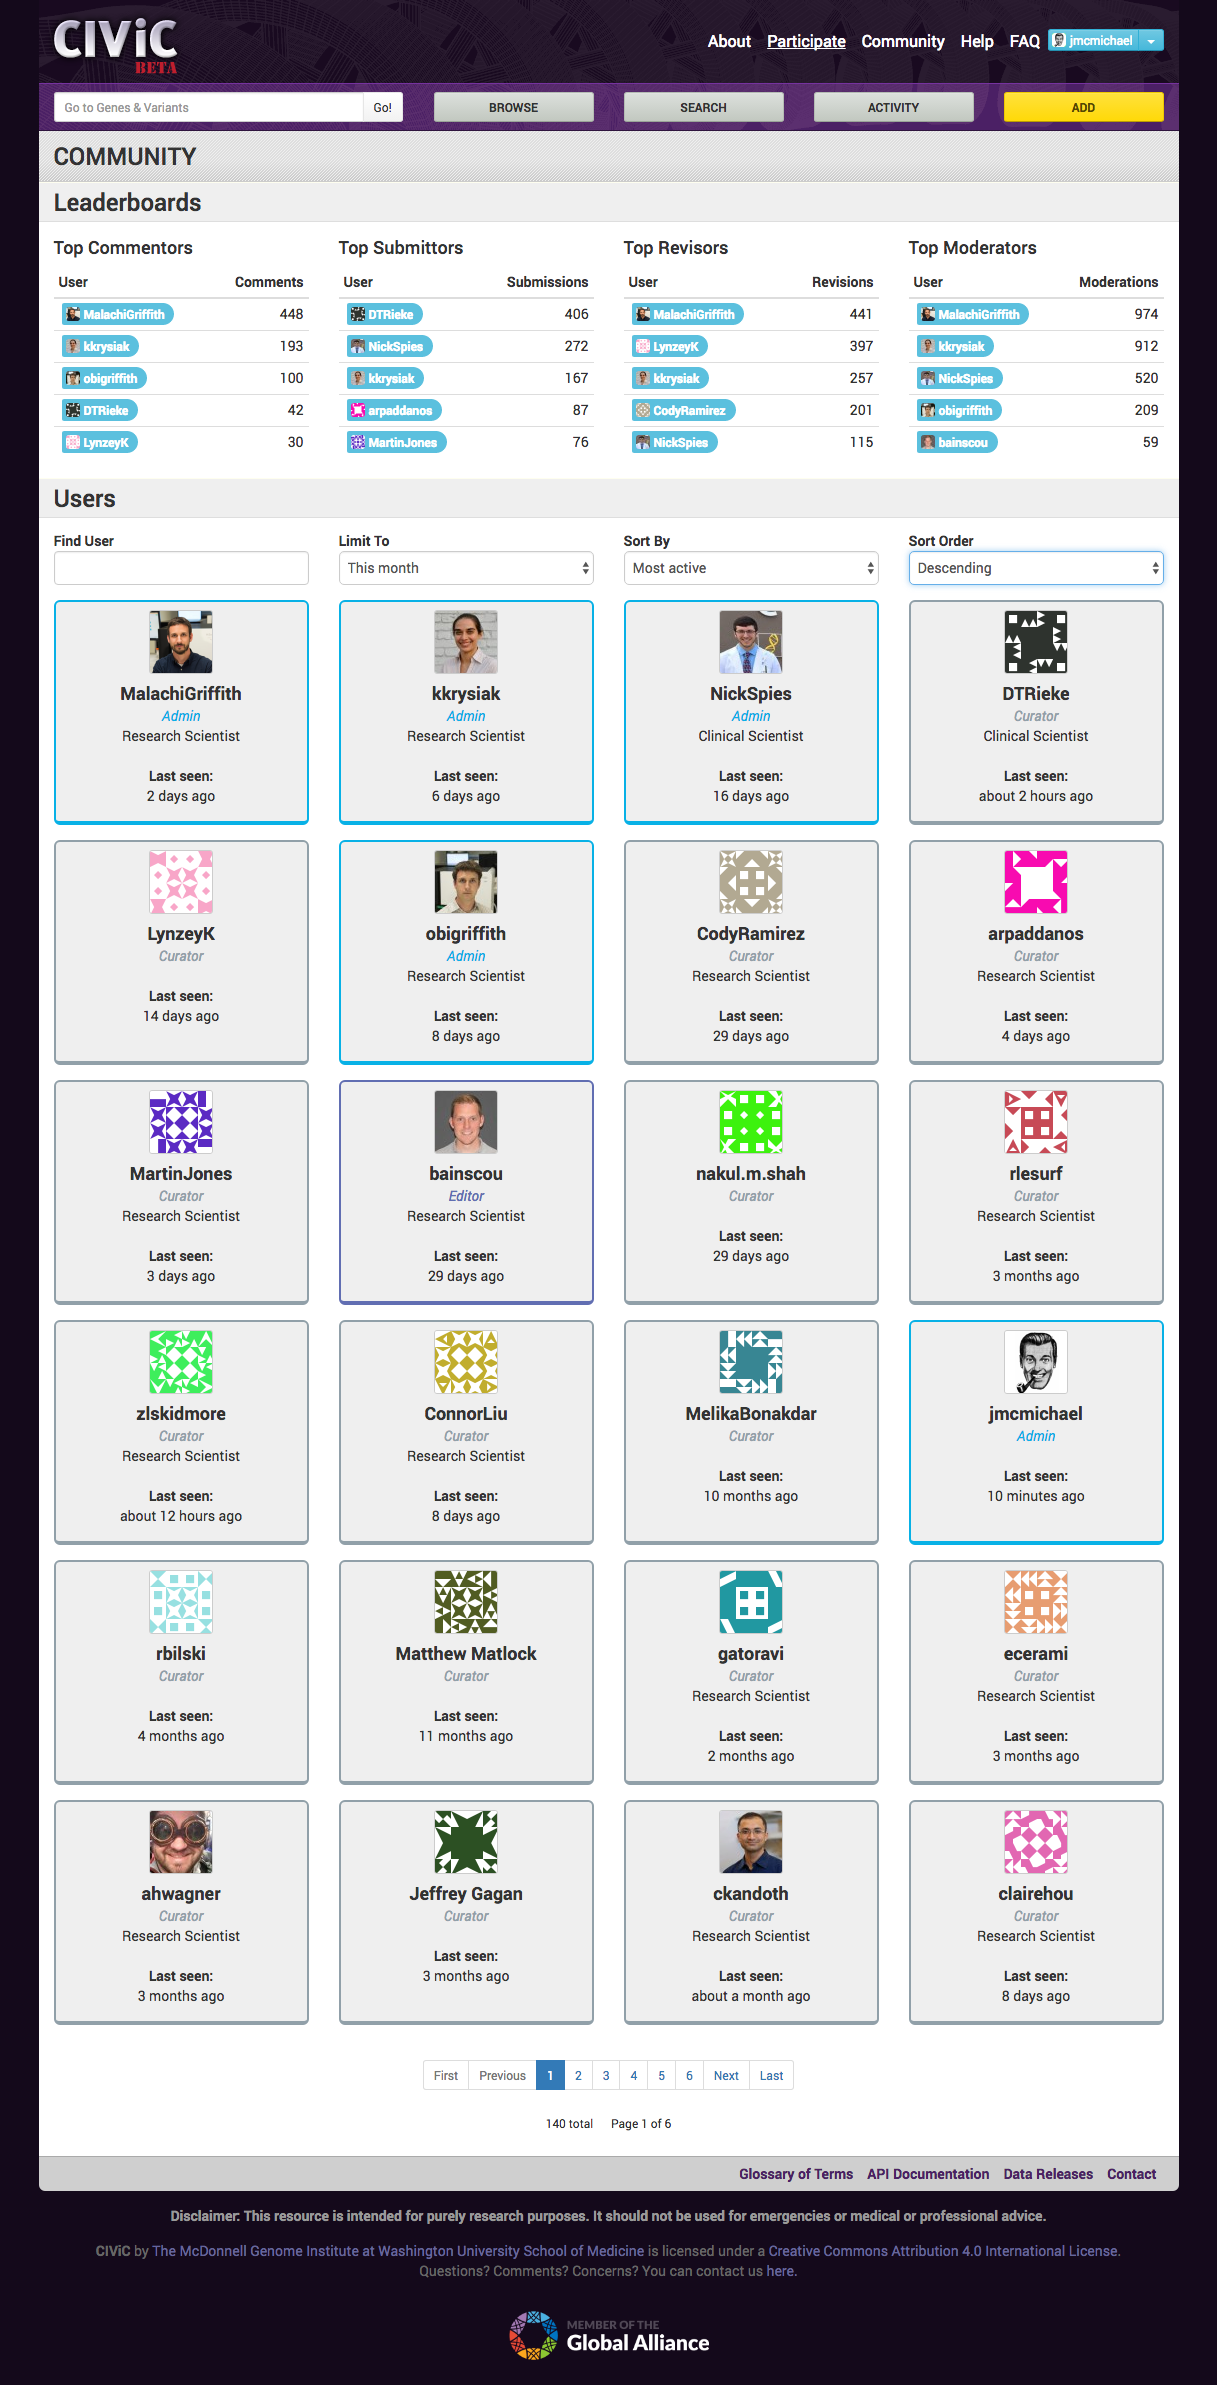 CIViC
BETA
About Participate Community Help FAQ jmcmichael
Go to Genes & Variants Go! BROWSE SEARCH ACTIVITY ADD
COMMUNITY
Leaderboards
Top Commentors
User Comments
MalachiGriffith 448
kkrysiak 193
obigriffith 100
DTRieke 42
LynzeyK 30
Top Submittors
User Submissions
DTRieke 406
NickSpies 272
kkrysiak 167
arpaddanos 87
MartinJones 76
Top Revisors
User Revisions
MalachiGriffith 441
LynzeyK 397
kkrysiak 257
CodyRamirez 201
NickSpies 115
Top Moderators
User Moderations
MalachiGriffith 974
kkrysiak 912
NickSpies 520
obigriffith 209
bainscou 59
Users
Find User
Limit To
This month
Sort By
Most active
Sort Order
Descending
MalachiGriffith
Admin
Research Scientist
Last seen:
2 days ago
kkrysiak
Admin
Research Scientist
Last seen:
6 days ago
NickSpies
Admin
Clinical Scientist
Last seen:
16 days ago
DTRieke
Curator
Clinical Scientist
Last seen:
about 2 hours ago
LynzeyK
Curator
Last seen:
14 days ago
obigriffith
Admin
Research Scientist
Last seen:
8 days ago
CodyRamirez
Curator
Research Scientist
Last seen:
29 days ago
arpaddanos
Curator
Research Scientist
Last seen:
4 days ago
MartinJones
Curator
Research Scientist
Last seen:
3 days ago
bainscou
Editor
Research Scientist
Last seen:
29 days ago
nakul.m.shah
Curator
Last seen:
29 days ago
rlesurf
Curator
Research Scientist
Last seen:
3 months ago
zlskidmore
Curator
Research Scientist
Last seen:
about 12 hours ago
ConnorLiu
Curator
Research Scientist
Last seen:
8 days ago
MelikaBonakdar
Curator
Last seen:
10 months ago
jmcmichael
Admin
Last seen:
10 minutes ago
rbilski
Curator
Last seen:
4 months ago
Matthew Matlock
Curator
Last seen:
11 months ago
gatoravi
Curator
Research Scientist
Last seen:
2 months ago
ecerami
Curator
Research Scientist
Last seen:
3 months ago
ahwagner
Curator
Research Scientist
Last seen:
3 months ago
Jeffrey Gagan
Curator
Last seen:
3 months ago
ckandoth
Curator
Research Scientist
Last seen:
about a month ago
clairehou
Curator
Research Scientist
Last seen:
8 days ago
First Previous 1 2 3 4 5 6 Next Last
140 total Page 1 of 6
Glossary of Terms API Documentation Data Releases Contact
Disclaimer: This resource is intended for purely research purposes. It should not be used for emergencies or medical or professional advice.
CIViC by The McDonnell Genome Institute at Washington University School of Medicine is licensed under a Creative Commons Attribution 4.0 International License.
Questions? Comments? Concerns? You can contact us here.
MEMBER OF THE
Global Alliance